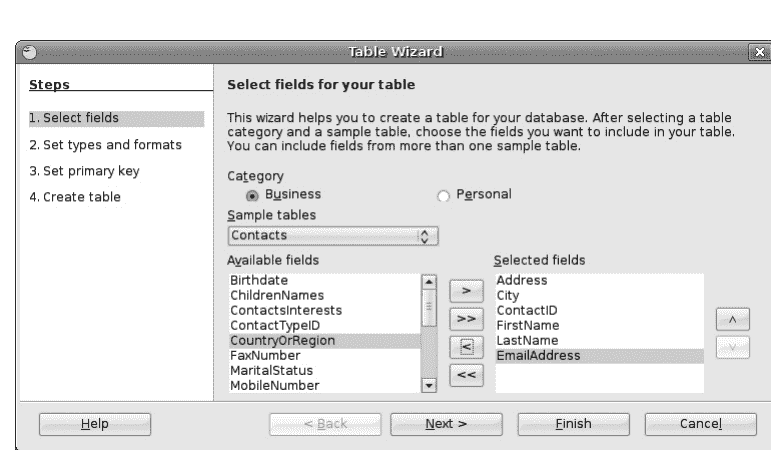 Table Wizard
Steps
1. Select fields
2. Set types and formats
3. Set primary key
4. Create table
Select fields for your table
This wizard helps you to create a table for your database. After selecting a table
category and a sample table, choose the fields you want to include in your table.
You can include fields from more than one sample table.
Category
Business
Personal
Sample tables
Contacts
Available fields
Birthdate
ChildrenNames
ContactsInterests
ContactTypeID
CountryOrRegion
FaxNumber
MaritalStatus
MobileNumber
>
>>
<
<<
Selected fields
Address
City
ContactID
FirstName
LastName
EmailAddress
Help
< Back
Next >
Finish
Cancel